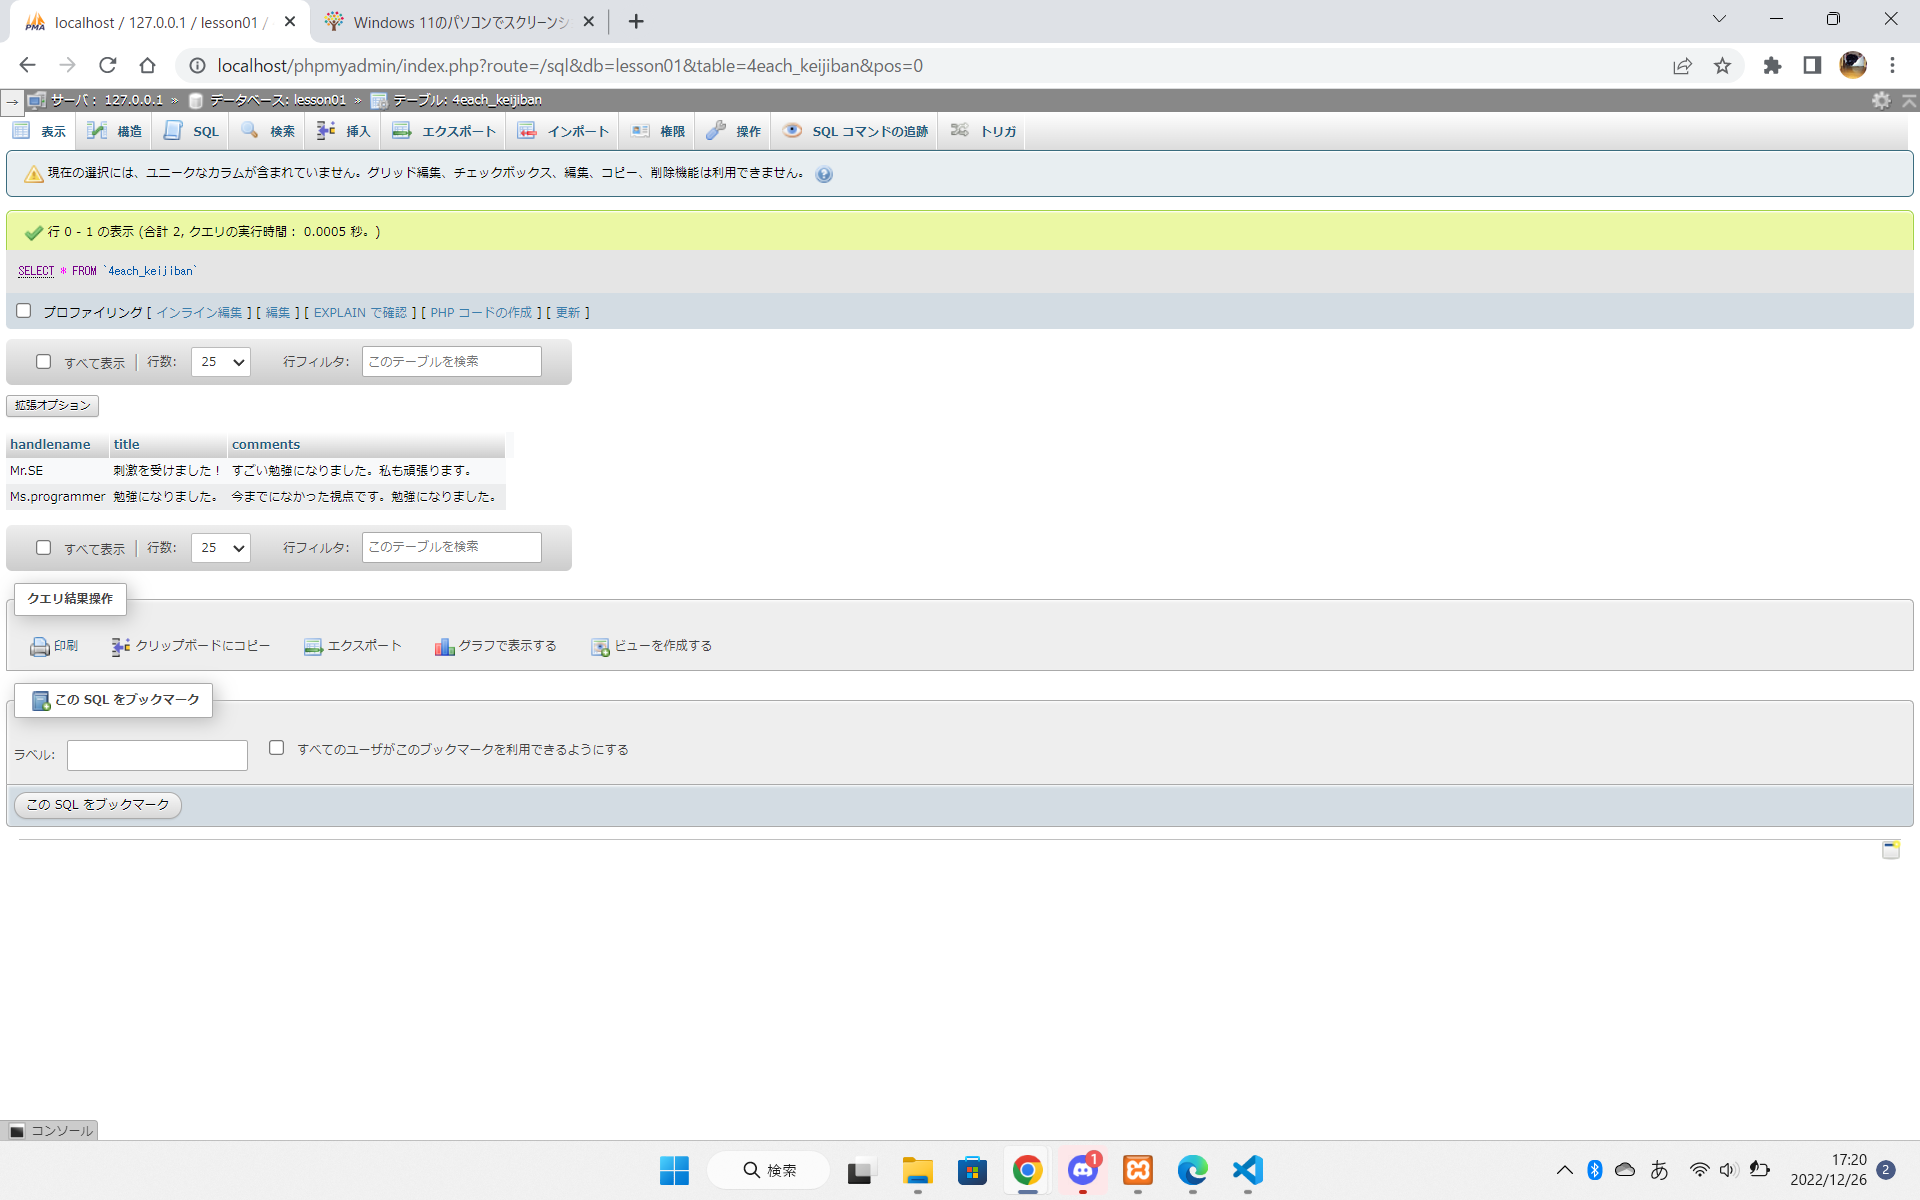 localhost / 127.0.0.1 / lesson01 /
Windows 11のパソコンでスクリーンシ
localhost/phpmyadmin/index.php?route=/sql&db=lesson01&table=4each_keijiban&pos=0
サーバ: 127.0.0.1 » データベース: lesson01 » テーブル: 4each_keijiban
表示 構造 SQL 検索 挿入 エクスポート インポート 権限 操作 SQL コマンドの追跡 トリガ
現在の選択には、ユニークなカラムが含まれていません。グリッド編集、チェックボックス、編集、コピー、削除機能は利用できません。
行 0 - 1 の表示 (合計 2, クエリの実行時間: 0.0005 秒。)
SELECT * FROM `4each_keijiban`
プロファイリング [ インライン編集 ] [ 編集 ] [ EXPLAIN で確認 ] [ PHP コードの作成 ] [ 更新 ]
すべて表示 | 行数: 25 行フィルタ: このテーブルを検索
拡張オプション
handlename title comments
Mr.SE 刺激を受けました! すごい勉強になりました。私も頑張ります。
Ms.programmer 勉強になりました。 今までになかった視点です。勉強になりました。
すべて表示 | 行数: 25 行フィルタ: このテーブルを検索
クエリ結果操作
印刷 クリップボードにコピー エクスポート グラフで表示する ビューを作成する
この SQL をブックマーク
ラベル: すべてのユーザがこのブックマークを利用できるようにする
この SQL をブックマーク
コンソール
検索
1
あ
17:20
2022/12/26
2